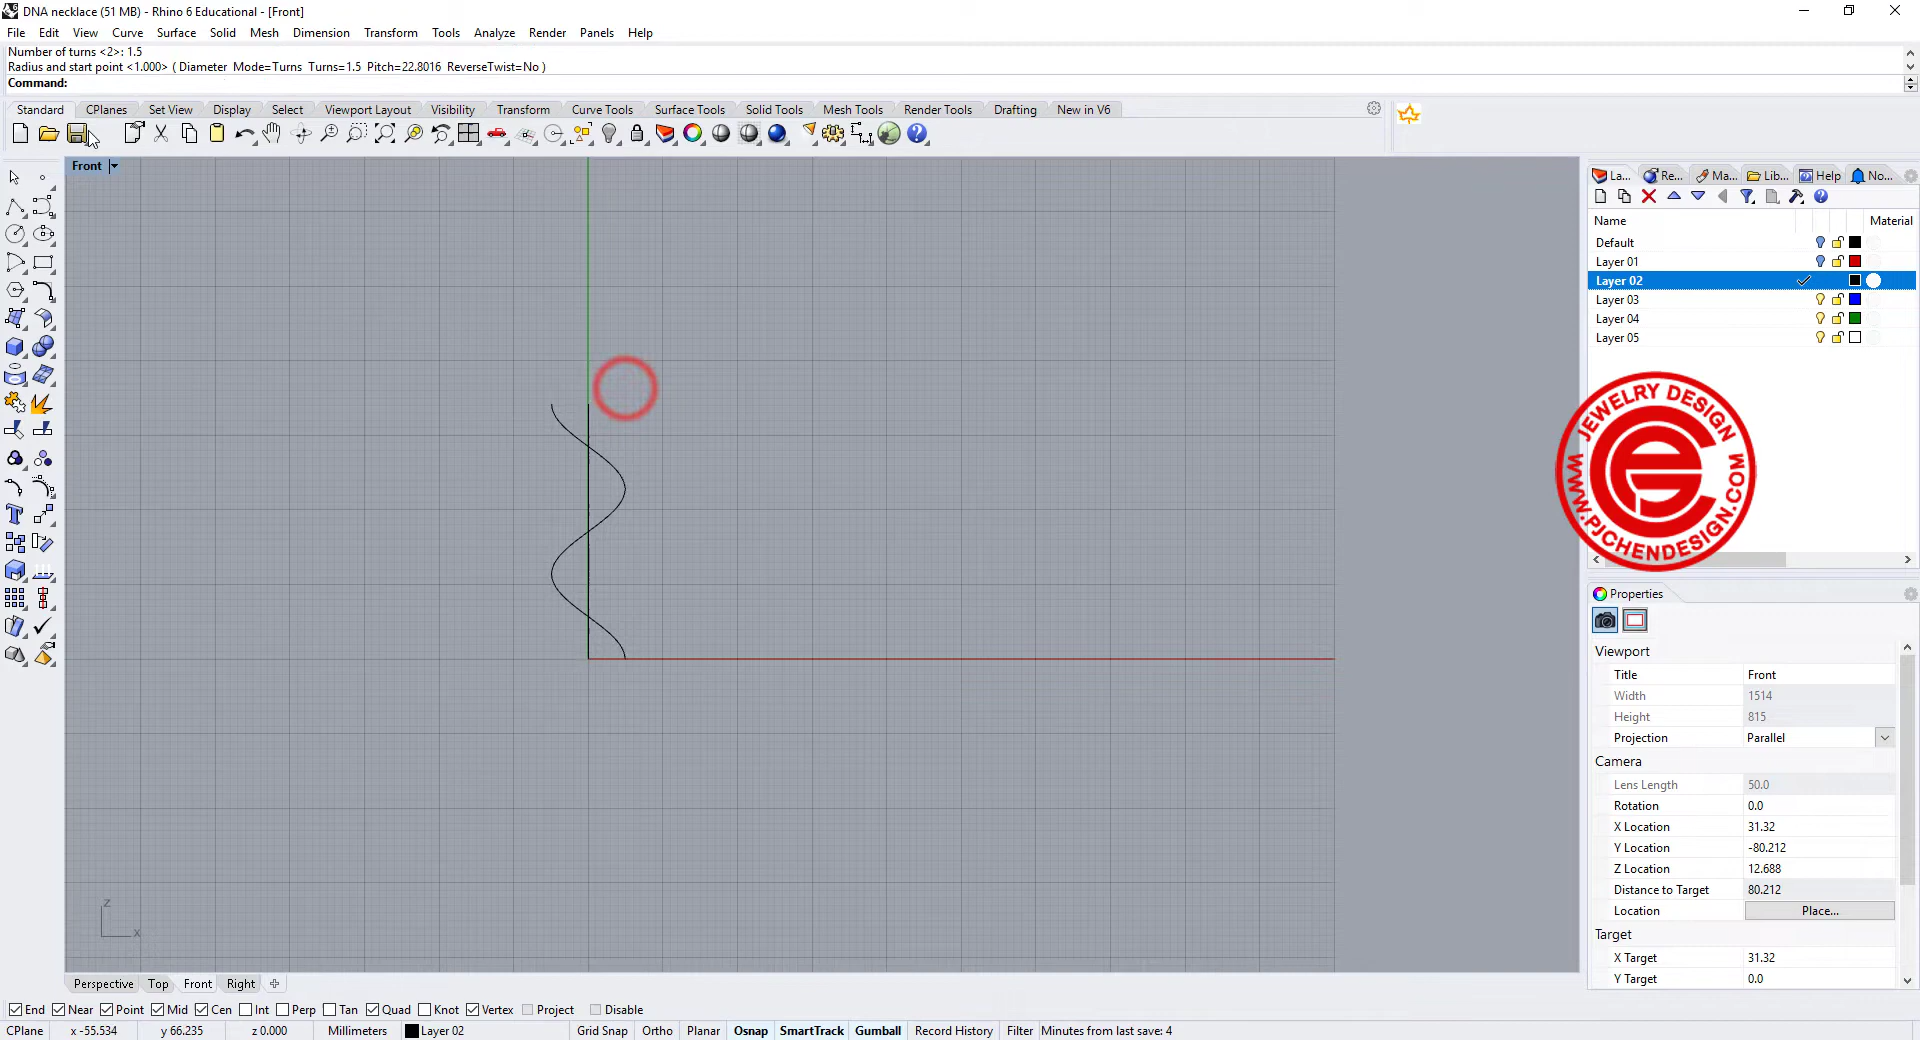 DNA necklace (51 MB) - Rhino 6 Educational - [Front]
File Edit View Curve Surface Solid Mesh Dimension Transform Tools Analyze Render Panels Help
Number of turns <2>: 1.5
Radius and start point <1.000> ( Diameter Mode=Turns Turns=1.5 Pitch=22.8016 ReverseTwist=No )
Command:
Standard CPlanes Set View Display Select Viewport Layout Visibility Transform Curve Tools Surface Tools Solid Tools Mesh Tools Render Tools Drafting New in V6
Front
La... Re... Ma... Lib... Help No...
Name Material
Default
Layer 01
Layer 02
Layer 03
Layer 04
Layer 05
JEWELRY DESIGN
WWW.PJCHENDESIGN.COM
Properties
Viewport
Title Front
Width 1514
Height 815
Projection Parallel
Camera
Lens Length 50.0
Rotation 0.0
X Location 31.32
Y Location -80.212
Z Location 12.688
Distance to Target 80.212
Location Place...
Target
X Target 31.32
Y Target 0.0
z
x
Perspective Top Front Right
End Near Point Mid Cen Int Perp Tan Quad Knot Vertex Project Disable
CPlane x -55.534 y 66.235 z 0.000 Millimeters Layer 02 Grid Snap Ortho Planar Osnap SmartTrack Gumball Record History Filter Minutes from last save: 4